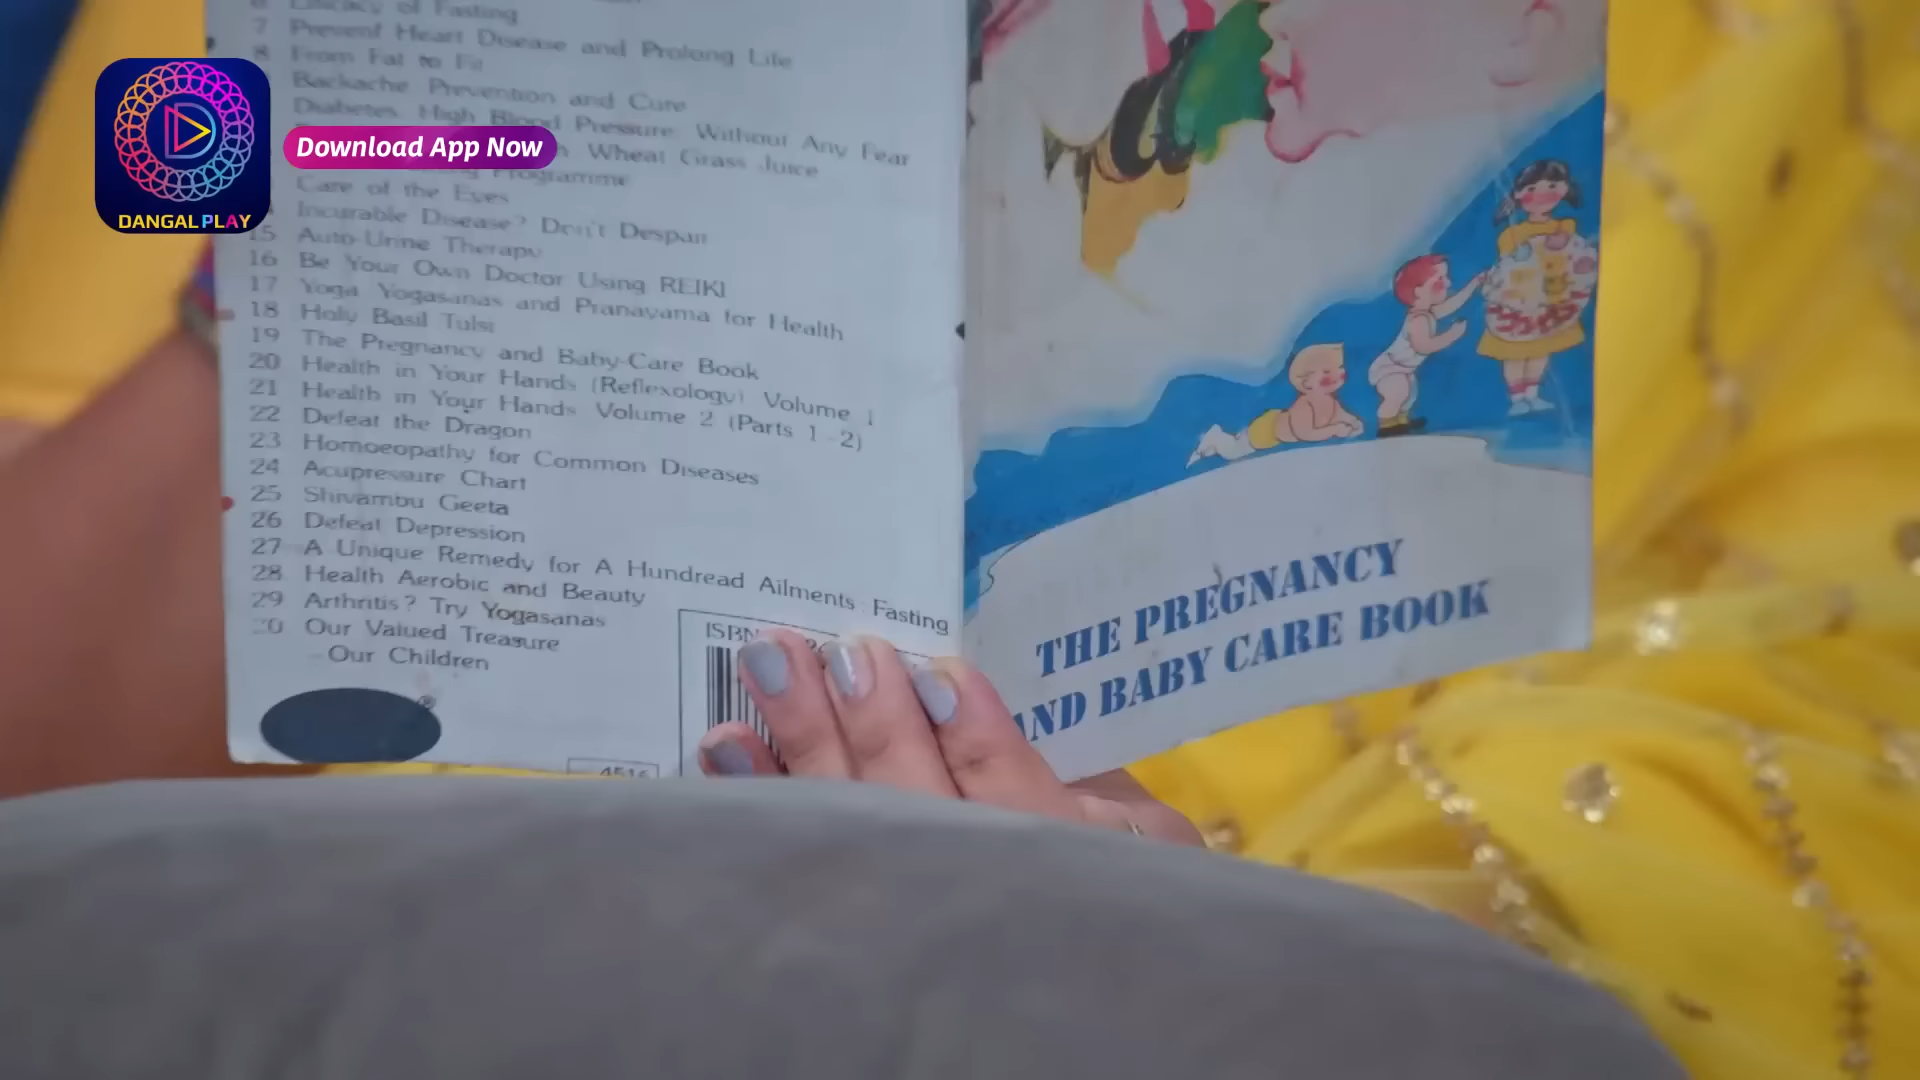 Efficacy of Fasting
7 Prevent Heart Disease and Prolong Life
8 From Fat to Fit
Backache Prevention and Cure
Diabetes, High Blood Pressure: Without Any Fear
Wheat Grass Juice
Programme
Care of the Eyes
Incurable Disease? Don't Despair
15 Auto-Urine Therapy
16 Be Your Own Doctor Using REIKI
17 Yoga Yogasanas and Pranayama for Health
18 Holy Basil Tulsi
19 The Pregnancy and Baby-Care Book
20 Health in Your Hands (Reflexology) Volume 1
21 Health in Your Hands Volume 2 (Parts 1-2)
22 Defeat the Dragon
23 Homoeopathy for Common Diseases
24 Acupressure Chart
25 Shivambu Geeta
26 Defeat Depression
27 A Unique Remedy for A Hundread Ailments: Fasting
28 Health Aerobic and Beauty
29 Arthritis? Try Yogasanas
Our Valued Treasure
- Our Children
®
ISBN
4516
THE PREGNANCY
AND BABY CARE BOOK
DANGAL PLAY
Download App Now